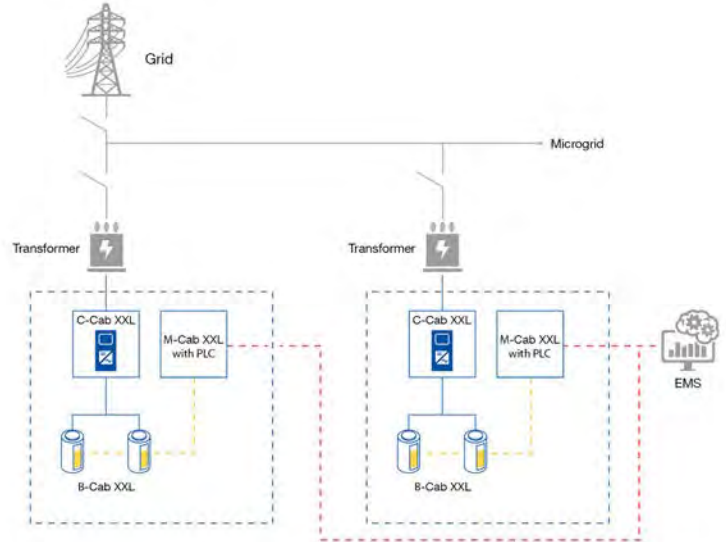 Grid
Microgrid
Transformer
Transformer
C-Cab XXL
M-Cab XXL
with PLC
C-Cab XXL
M-Cab XXL
with PLC
EMS
B-Cab XXL
B-Cab XXL